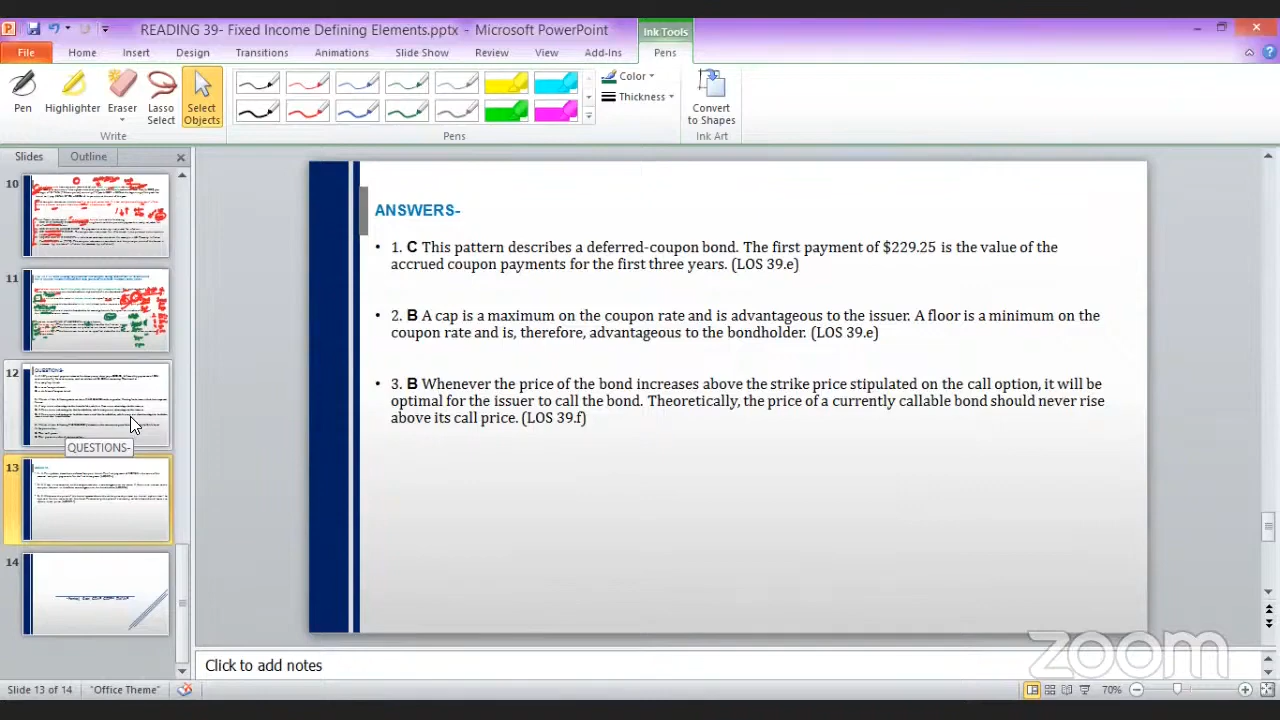 READING 39- Fixed Income Defining Elements.pptx - Microsoft PowerPoint
Ink Tools
File Home Insert Design Transitions Animations Slide Show Review View Add-Ins Pens
Pen Highlighter Eraser Lasso Select Select Objects
Color
Thickness
Convert to Shapes
Write Pens Ink Art
Slides Outline
10
11
12
QUESTIONS-
13
14
ANSWERS-
• 1. C This pattern describes a deferred-coupon bond. The first payment of $229.25 is the value of the
accrued coupon payments for the first three years. (LOS 39.e)
• 2. B A cap is a maximum on the coupon rate and is advantageous to the issuer. A floor is a minimum on the
coupon rate and is, therefore, advantageous to the bondholder. (LOS 39.e)
• 3. B Whenever the price of the bond increases above the strike price stipulated on the call option, it will be
optimal for the issuer to call the bond. Theoretically, the price of a currently callable bond should never rise
above its call price. (LOS 39.f)
Click to add notes
zoom
Slide 13 of 14 "Office Theme" 70%